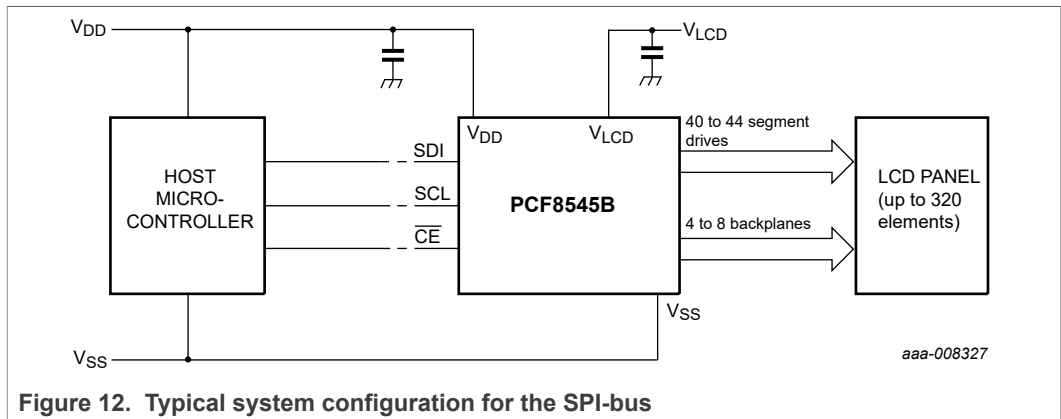 VDD
VLCD
HOST
MICRO-
CONTROLLER
SDI
SCL
CE
VDD
VLCD
PCF8545B
VSS
40 to 44 segment
drives
4 to 8 backplanes
LCD PANEL
(up to 320
elements)
VSS
aaa-008327
Figure 12. Typical system configuration for the SPI-bus